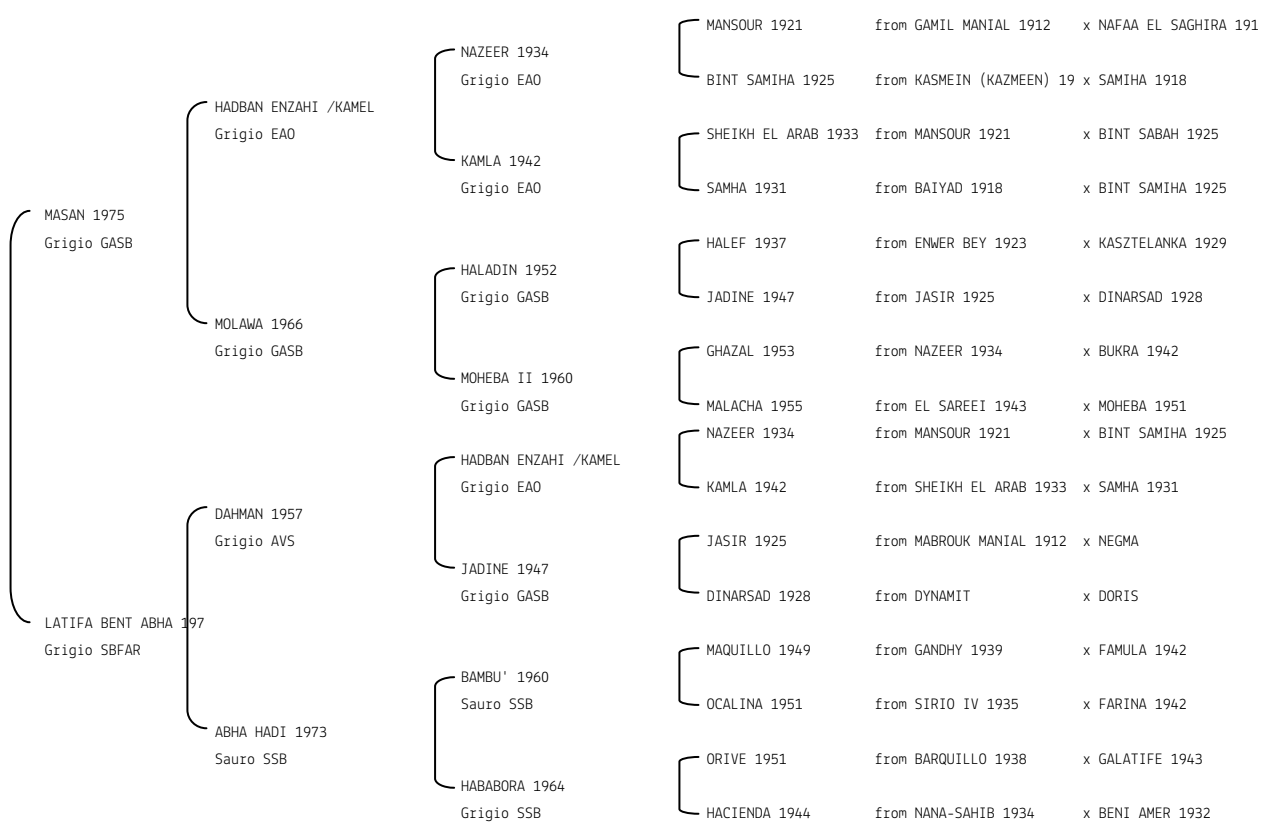 MANSOUR 1921 from GAMIL MANIAL 1912 x NAFAA EL SAGHIRA 191
NAZEER 1934
Grigio EAO
BINT SAMIHA 1925 from KASMEIN (KAZMEEN) 19 x SAMIHA 1918
HADBAN ENZAHI /KAMEL
Grigio EAO
SHEIKH EL ARAB 1933 from MANSOUR 1921 x BINT SABAH 1925
KAMLA 1942
Grigio EAO
SAMHA 1931 from BAIYAD 1918 x BINT SAMIHA 1925
MASAN 1975
Grigio GASB
HALEF 1937 from ENWER BEY 1923 x KASZTELANKA 1929
HALADIN 1952
Grigio GASB
JADINE 1947 from JASIR 1925 x DINARSAD 1928
MOLAWA 1966
Grigio GASB
GHAZAL 1953 from NAZEER 1934 x BUKRA 1942
MOHEBA II 1960
Grigio GASB
MALACHA 1955 from EL SAREEI 1943 x MOHEBA 1951
NAZEER 1934 from MANSOUR 1921 x BINT SAMIHA 1925
HADBAN ENZAHI /KAMEL
Grigio EAO
KAMLA 1942 from SHEIKH EL ARAB 1933 x SAMHA 1931
DAHMAN 1957
Grigio AVS
JASIR 1925 from MABROUK MANIAL 1912 x NEGMA
JADINE 1947
Grigio GASB
DINARSAD 1928 from DYNAMIT x DORIS
LATIFA BENT ABHA 197
Grigio SBFAR
MAQUILLO 1949 from GANDHY 1939 x FAMULA 1942
BAMBU' 1960
Sauro SSB
OCALINA 1951 from SIRIO IV 1935 x FARINA 1942
ABHA HADI 1973
Sauro SSB
ORIVE 1951 from BARQUILLO 1938 x GALATIFE 1943
HABABORA 1964
Grigio SSB
HACIENDA 1944 from NANA-SAHIB 1934 x BENI AMER 1932